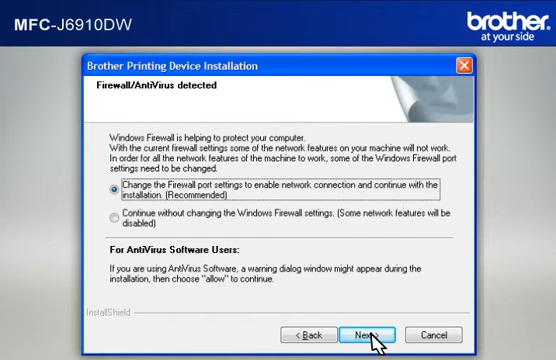 MFC-J6910DW
brother
at your side
Brother Printing Device Installation
Firewall/AntiVirus detected
Windows Firewall is helping to protect your computer.
With the current firewall settings some of the network features on your machine will not work.
In order for all the network features of the machine to work, some of the Windows Firewall port
settings need to be changed.
Change the Firewall port settings to enable network connection and continue with the
installation. (Recommended)
Continue without changing the Windows Firewall settings. (Some network features will be
disabled)
For AntiVirus Software Users:
If you are using AntiVirus Software, a warning dialog window might appear during the
installation, then choose "allow" to continue.
InstallShield
< Back
Next >
Cancel